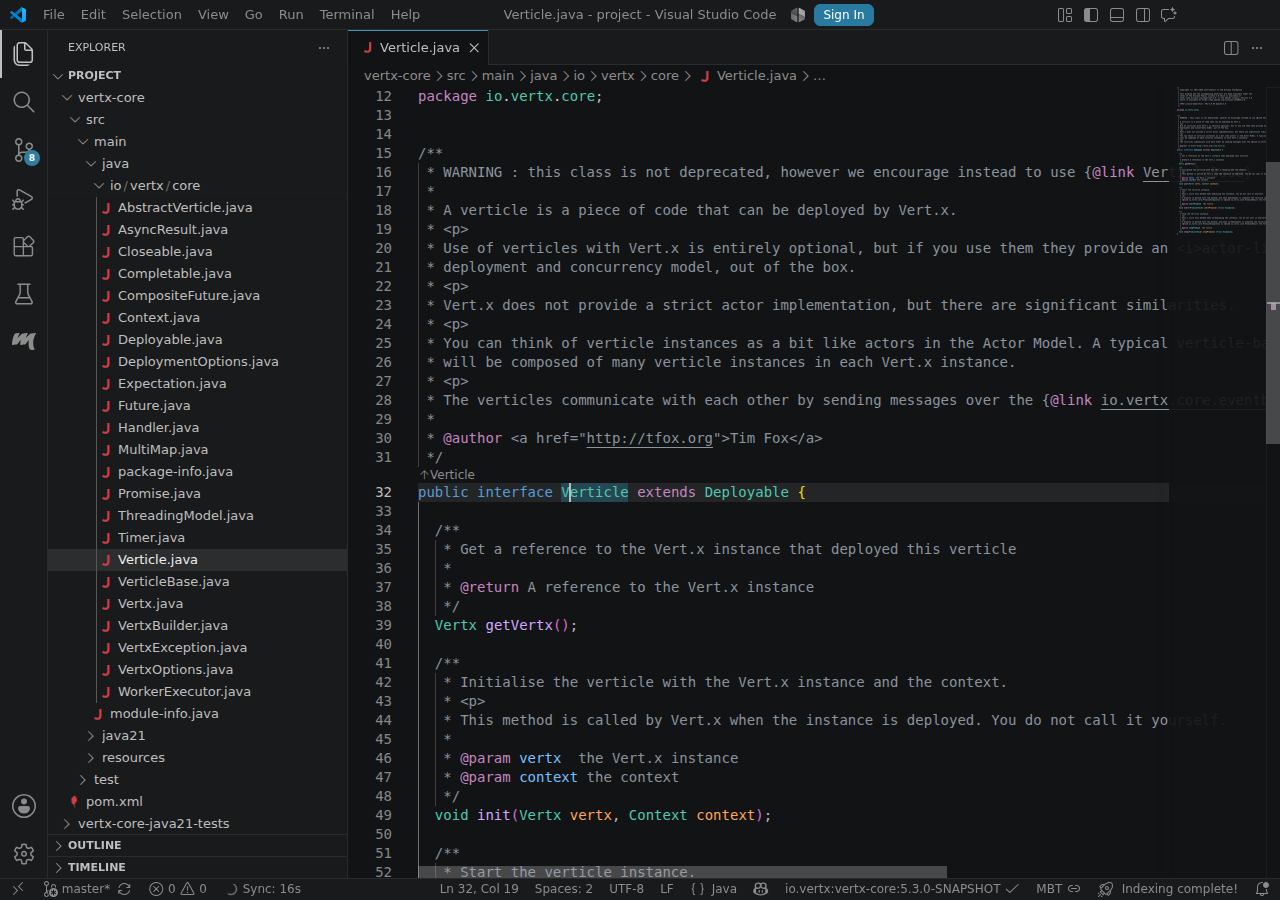 File Edit Selection View Go Run Terminal Help
Verticle.java - project - Visual Studio Code
Sign In
EXPLORER
PROJECT
vertx-core
src
main
java
io/vertx/core
AbstractVerticle.java
AsyncResult.java
Closeable.java
Completable.java
CompositeFuture.java
Context.java
Deployable.java
DeploymentOptions.java
Expectation.java
Future.java
Handler.java
MultiMap.java
package-info.java
Promise.java
ThreadingModel.java
Timer.java
Verticle.java
VerticleBase.java
Vertx.java
VertxBuilder.java
VertxException.java
VertxOptions.java
WorkerExecutor.java
module-info.java
java21
resources
test
pom.xml
vertx-core-java21-tests
OUTLINE
TIMELINE
8
Verticle.java
vertx-core > src > main > java > io > vertx > core > Verticle.java > ...
12 package io.vertx.core;
13
14
15 /**
16 * WARNING : this class is not deprecated, however we encourage instead to use {@link Vert
17 *
18 * A verticle is a piece of code that can be deployed by Vert.x.
19 * <p>
20 * Use of verticles with Vert.x is entirely optional, but if you use them they provide an <i>actor-li
21 * deployment and concurrency model, out of the box.
22 * <p>
23 * Vert.x does not provide a strict actor implementation, but there are significant similarities.
24 * <p>
25 * You can think of verticle instances as a bit like actors in the Actor Model. A typical verticle-ba
26 * will be composed of many verticle instances in each Vert.x instance.
27 * <p>
28 * The verticles communicate with each other by sending messages over the {@link io.vertx.core.eventb
29 *
30 * @author <a href="http://tfox.org">Tim Fox</a>
31 */
↑Verticle
32 public interface Verticle extends Deployable {
33
34 /**
35 * Get a reference to the Vert.x instance that deployed this verticle
36 *
37 * @return A reference to the Vert.x instance
38 */
39 Vertx getVertx();
40
41 /**
42 * Initialise the verticle with the Vert.x instance and the context.
43 * <p>
44 * This method is called by Vert.x when the instance is deployed. You do not call it yourself.
45 *
46 * @param vertx  the Vert.x instance
47 * @param context the context
48 */
49 void init(Vertx vertx, Context context);
50
51 /**
52 * Start the verticle instance.
master* 0 0 Sync: 16s Ln 32, Col 19 Spaces: 2 UTF-8 LF { } Java io.vertx:vertx-core:5.3.0-SNAPSHOT MBT Indexing complete!